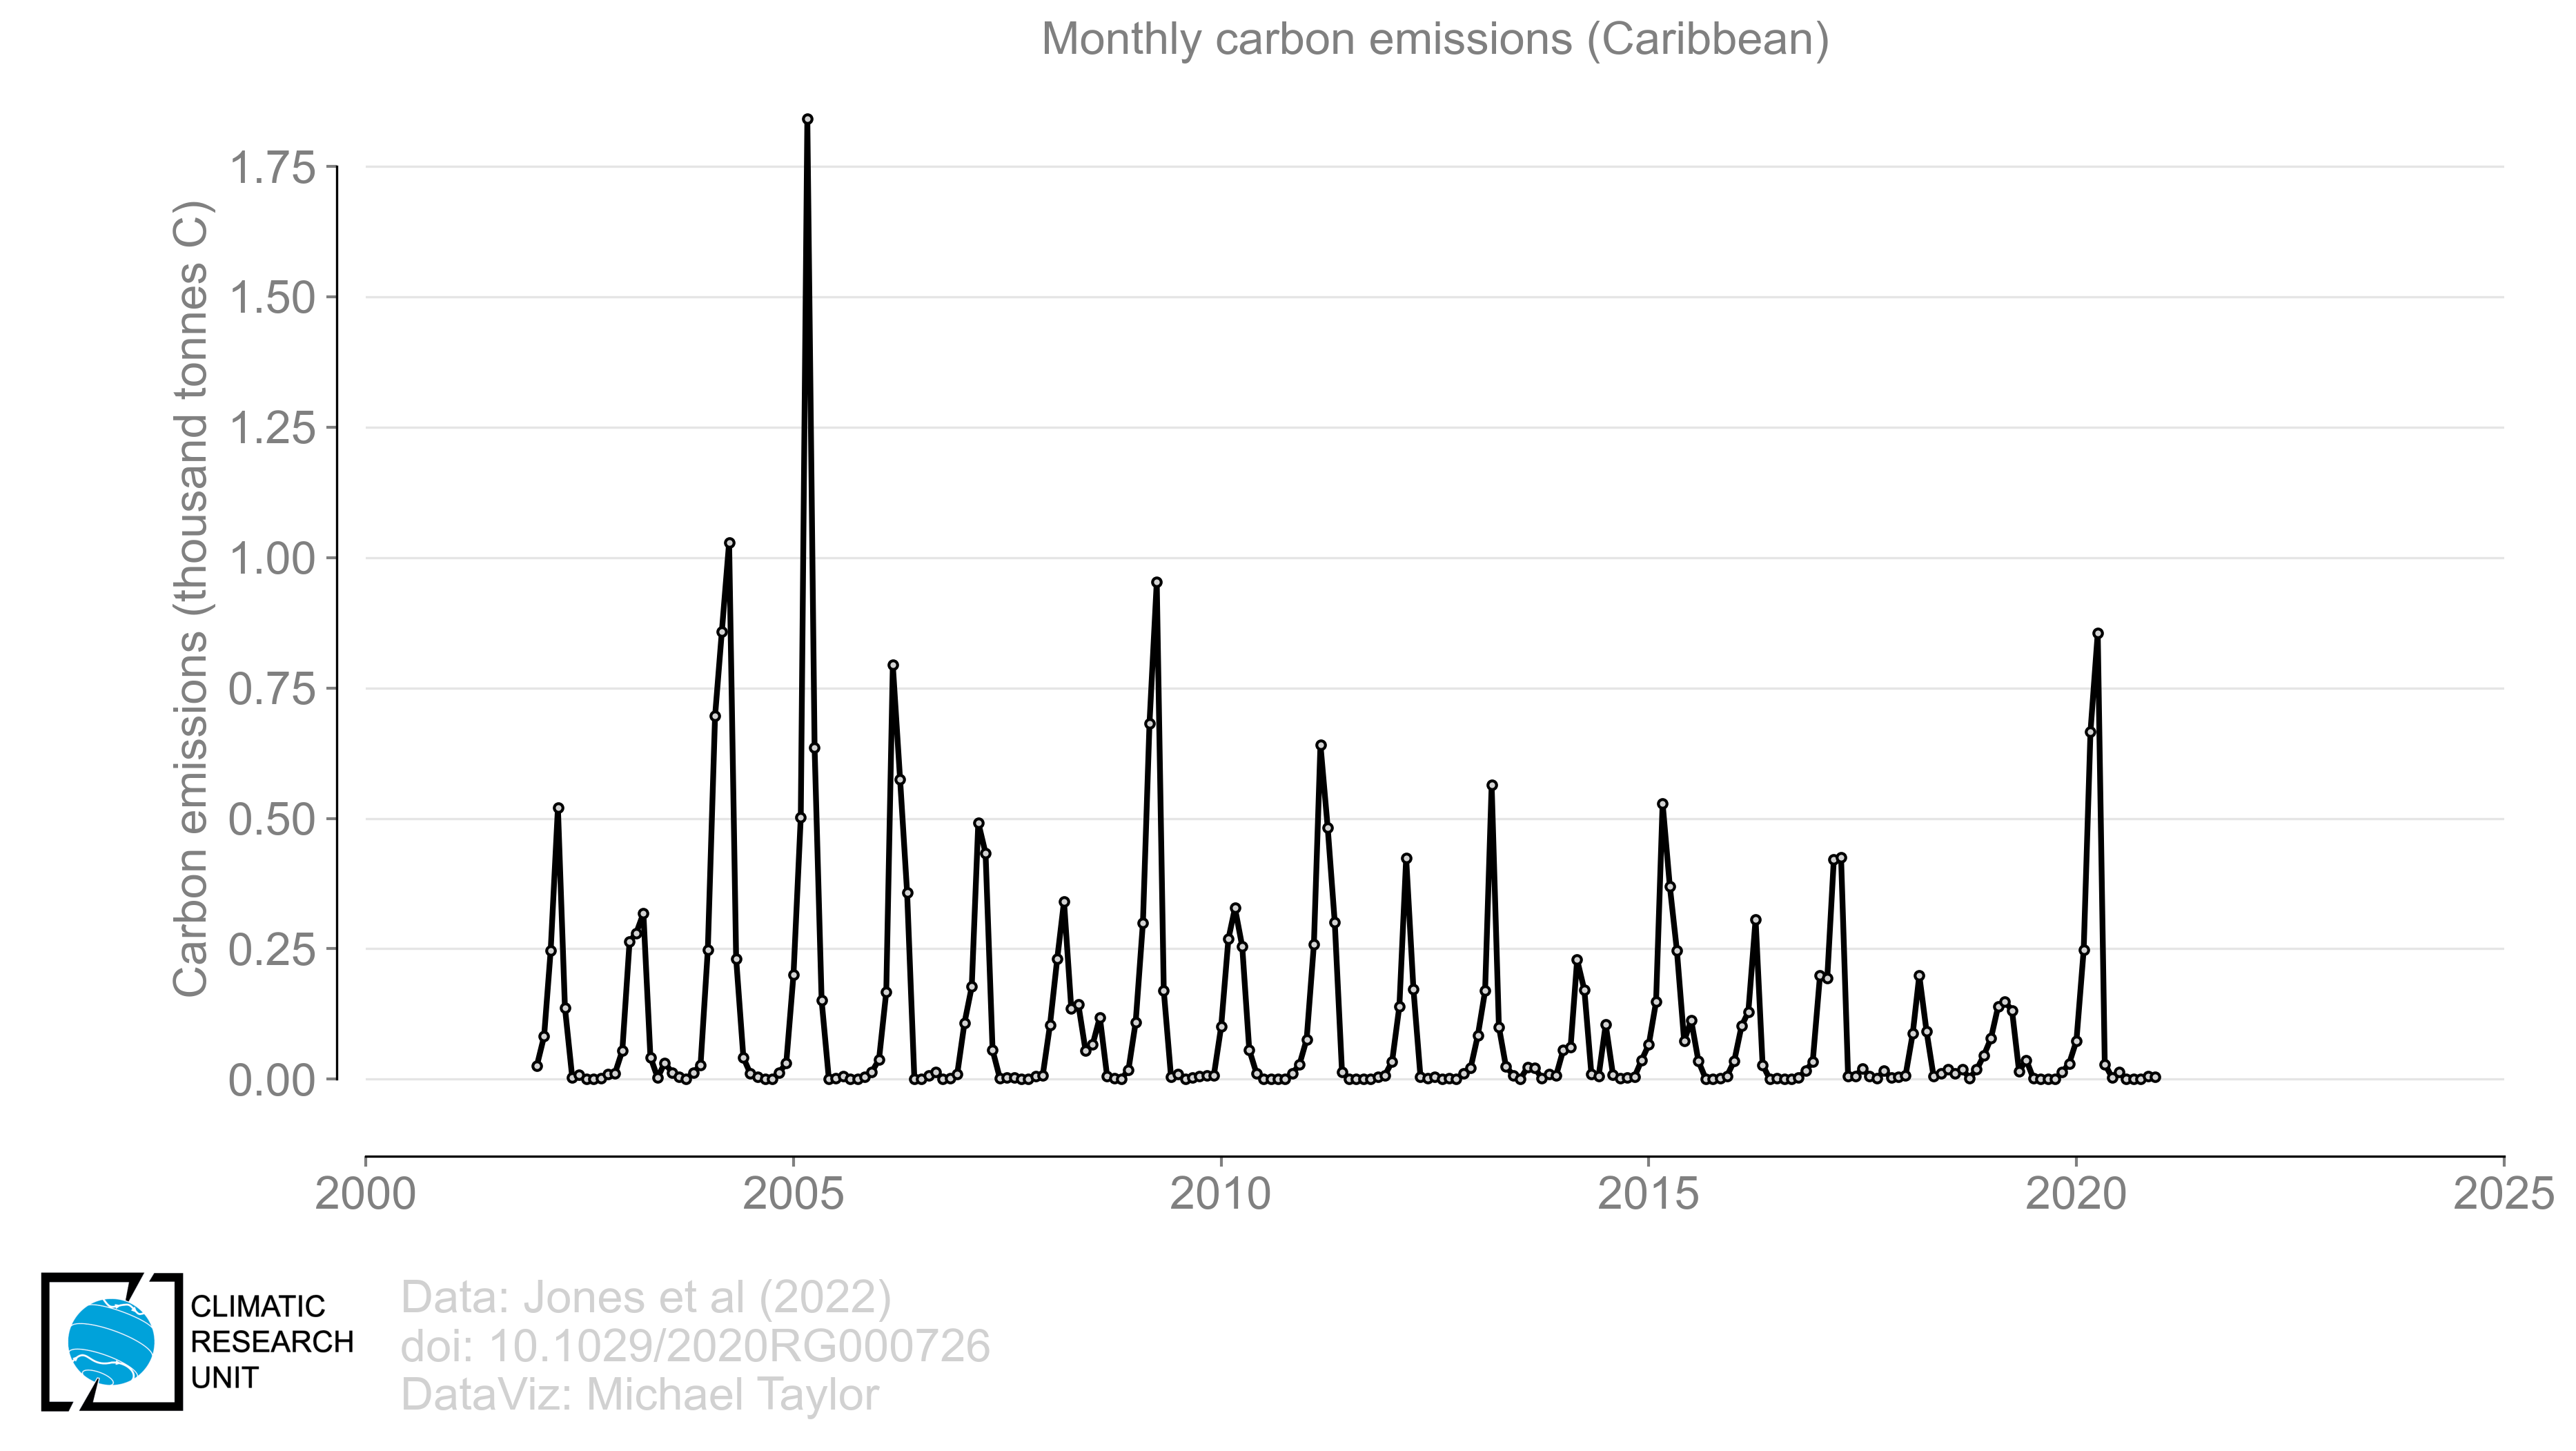 Monthly carbon emissions (Caribbean)
Carbon emissions (thousand tonnes C)
1.75
1.50
1.25
1.00
0.75
0.50
0.25
0.00
2000 2005 2010 2015 2020 2025
CLIMATIC
RESEARCH
UNIT
Data: Jones et al (2022)
doi: 10.1029/2020RG000726
DataViz: Michael Taylor